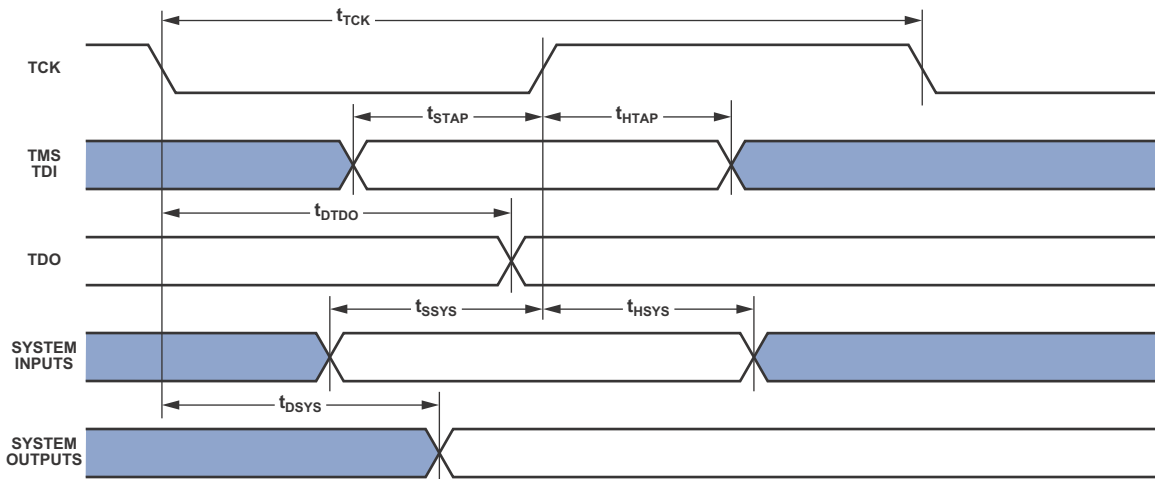 tTCK
TCK
tSTAP
tHTAP
TMS
TDI
tDTDO
TDO
tSSYS
tHSYS
SYSTEM
INPUTS
tDSYS
SYSTEM
OUTPUTS